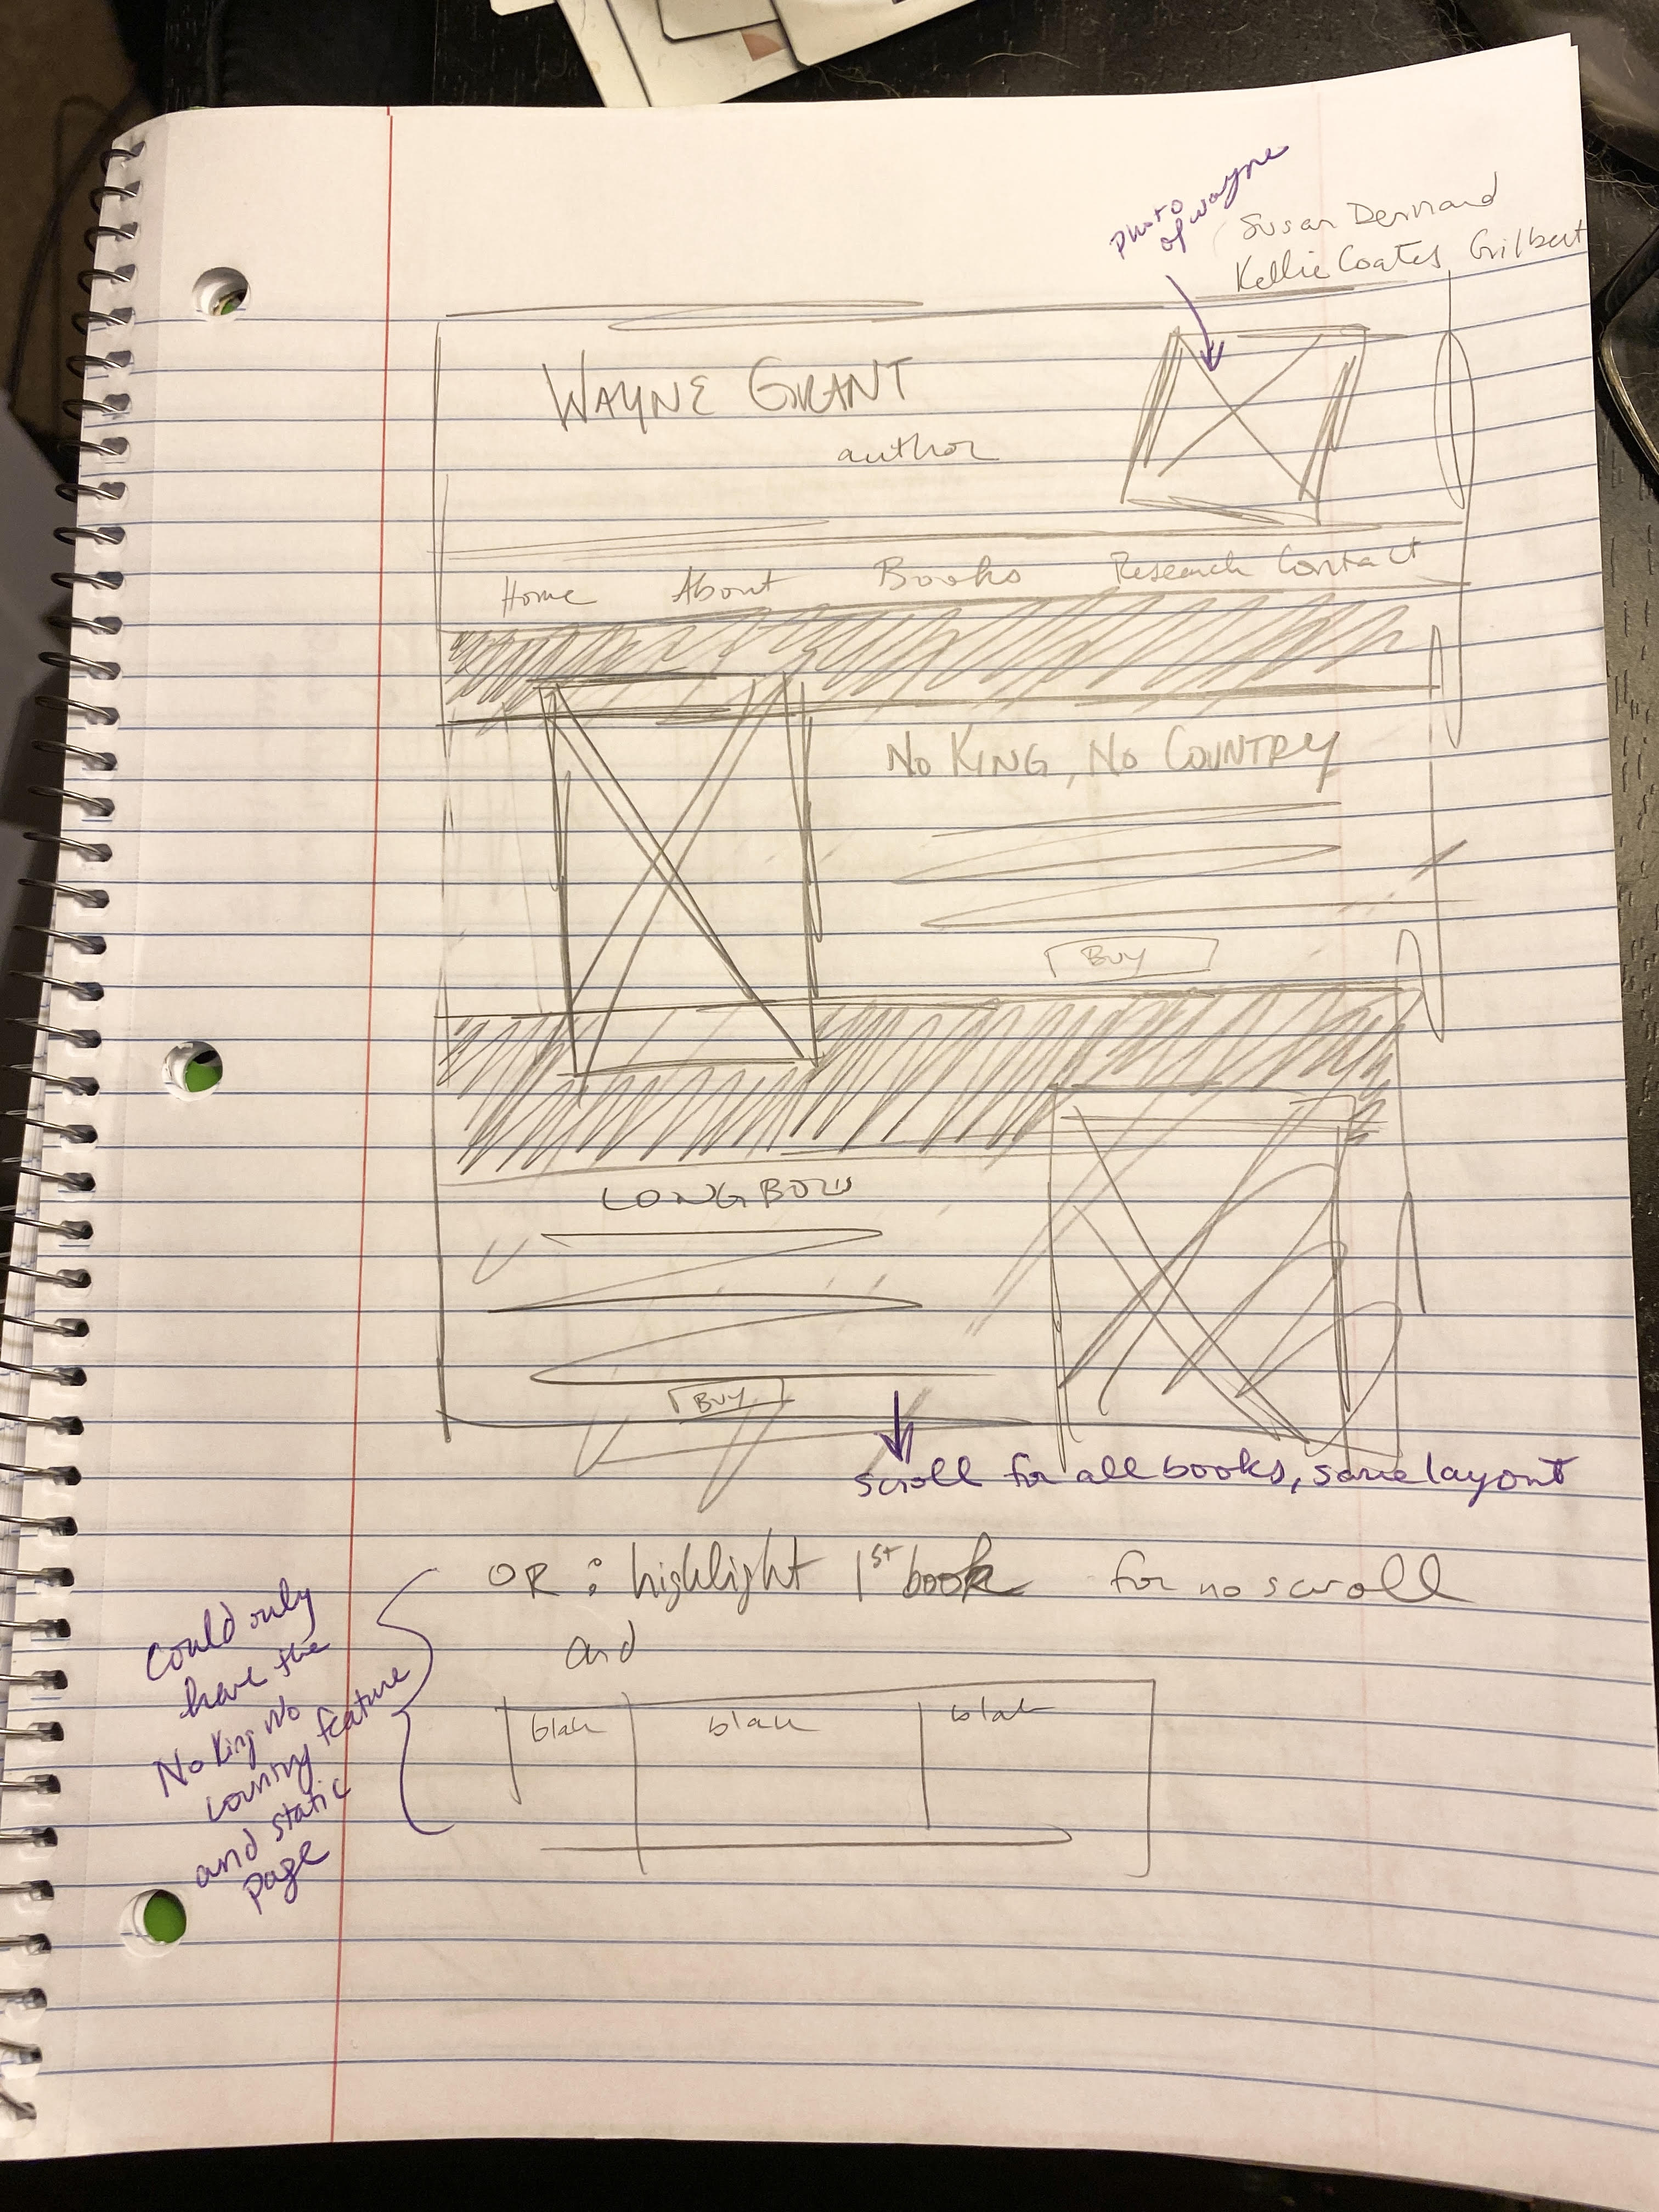 photo
of wayne
Susan Dennard
Kellie Coates Gilbert
WAYNE GRANT
author
Home About Books Research Contact
NO KING, NO COUNTRY
BUY
LONGBOW
BUY
scroll for all books, same layout
OR: highlight 1st book for no scroll
and
blah blah blah
Could only
have the
No King No
Country feature
and static
page